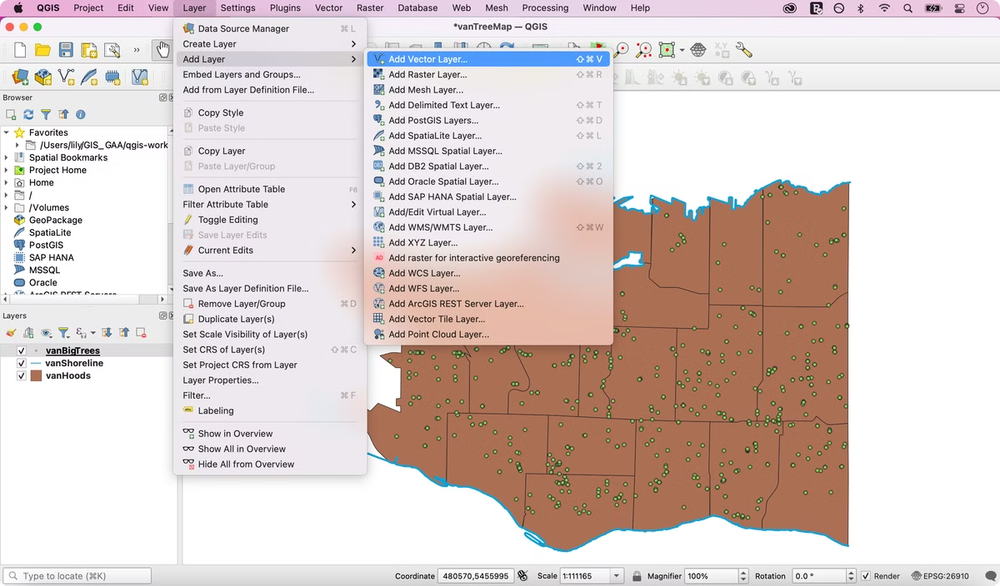 QGIS Project Edit View Layer Settings Plugins Vector Raster Database Web Mesh Processing Window Help
*vanTreeMap — QGIS
Data Source Manager ⌘ L
Create Layer
Add Layer
Embed Layers and Groups...
Add from Layer Definition File...
Copy Style
Paste Style
Copy Layer
Paste Layer/Group
Open Attribute Table F6
Filter Attribute Table
Toggle Editing
Save Layer Edits
Current Edits
Save As...
Save As Layer Definition File...
Remove Layer/Group ⌘ D
Duplicate Layer(s)
Set Scale Visibility of Layer(s)
Set CRS of Layer(s) ⇧ ⌘ C
Set Project CRS from Layer
Layer Properties...
Filter... ⌘ F
Labeling
Show in Overview
Show All in Overview
Hide All from Overview
Add Vector Layer... ⇧ ⌘ V
Add Raster Layer... ⇧ ⌘ R
Add Mesh Layer...
Add Delimited Text Layer... ⇧ ⌘ T
Add PostGIS Layers... ⇧ ⌘ D
Add SpatiaLite Layer... ⇧ ⌘ L
Add MSSQL Spatial Layer...
Add DB2 Spatial Layer... ⇧ ⌘ 2
Add Oracle Spatial Layer... ⇧ ⌘ O
Add SAP HANA Spatial Layer...
Add/Edit Virtual Layer...
Add WMS/WMTS Layer... ⇧ ⌘ W
Add XYZ Layer...
AD Add raster for interactive georeferencing
Add WCS Layer...
Add WFS Layer...
Add ArcGIS REST Server Layer...
Add Vector Tile Layer...
Add Point Cloud Layer...
Browser
Favorites
/Users/lily/GIS_GAA/qgis-work
Spatial Bookmarks
Project Home
Home
/
/Volumes
GeoPackage
SpatiaLite
PostGIS
SAP HANA
MSSQL
Oracle
ArcGIS REST Servers
Layers
vanBigTrees
vanShoreline
vanHoods
Type to locate (⌘K) Coordinate 480570,5455995 Scale 1:111165 Magnifier 100% Rotation 0.0 ° Render EPSG:26910